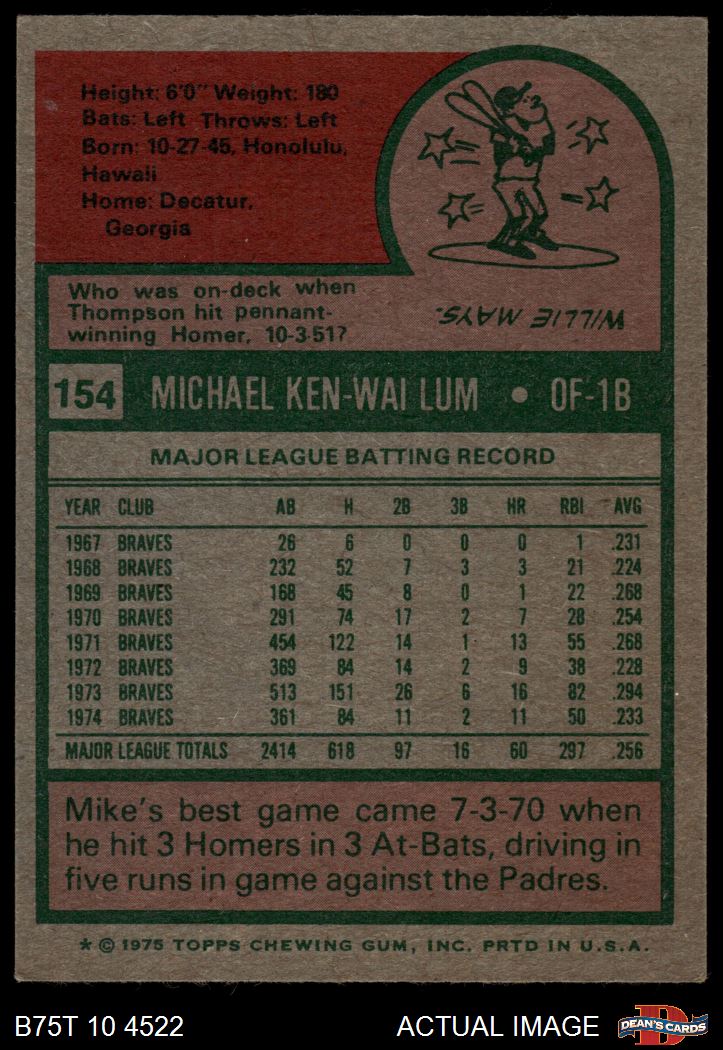 Height: 6'0" Weight: 180
Bats: Left Throws: Left
Born: 10-27-45, Honolulu,
Hawaii
Home: Decatur,
Georgia
Who was on-deck when
Thompson hit pennant-
winning Homer, 10-3-51?
WILLIE MAYS.
154 MICHAEL KEN-WAI LUM • OF-1B
MAJOR LEAGUE BATTING RECORD
YEAR CLUB AB H 2B 3B HR RBI AVG
1967 BRAVES 26 6 0 0 0 1 .231
1968 BRAVES 232 52 7 3 3 21 .224
1969 BRAVES 168 45 8 0 1 22 .268
1970 BRAVES 291 74 17 2 7 28 .254
1971 BRAVES 454 122 14 1 13 55 .268
1972 BRAVES 369 84 14 2 9 38 .228
1973 BRAVES 513 151 26 6 16 82 .294
1974 BRAVES 361 84 11 2 11 50 .233
MAJOR LEAGUE TOTALS 2414 618 97 16 60 297 .256
Mike's best game came 7-3-70 when
he hit 3 Homers in 3 At-Bats, driving in
five runs in game against the Padres.
* © 1975 TOPPS CHEWING GUM, INC. PRTD IN U.S.A.
B75T 10 4522 ACTUAL IMAGE D DEAN'S CARDS